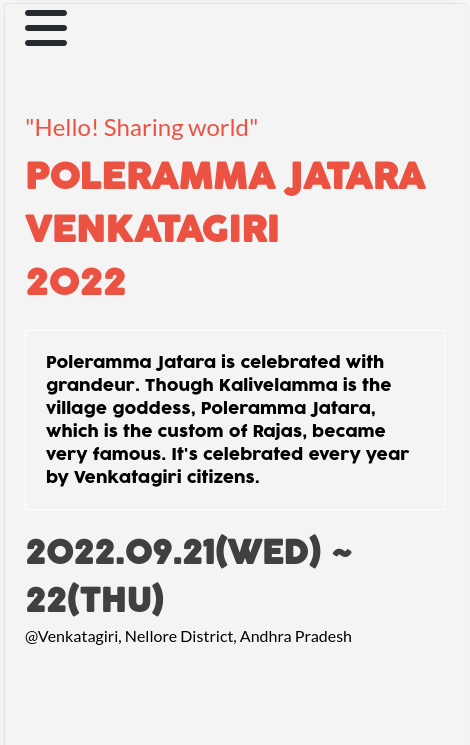 "Hello! Sharing world"
POLERAMMA JATARA
VENKATAGIRI
2022
Poleramma Jatara is celebrated with
grandeur. Though Kalivelamma is the
village goddess, Poleramma Jatara,
which is the custom of Rajas, became
very famous. It's celebrated every year
by Venkatagiri citizens.
2022.09.21(WED) ~
22(THU)
@Venkatagiri, Nellore District, Andhra Pradesh